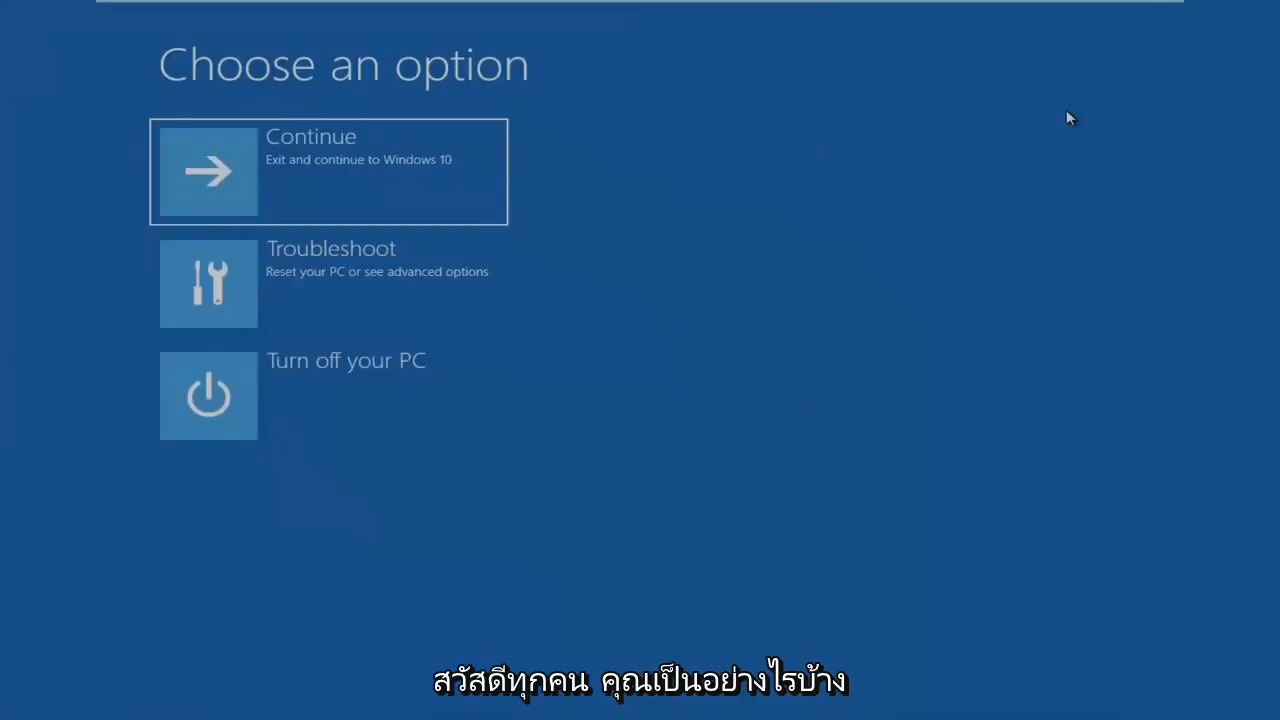 Choose an option
Continue
Exit and continue to Windows 10
Troubleshoot
Reset your PC or see advanced options
Turn off your PC
สวัสดีทุกคน คุณเป็นอย่างไรบ้าง